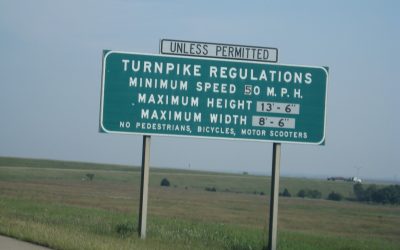 UNLESS PERMITTED
TURNPIKE REGULATIONS
MINIMUM SPEED 50 M.P.H.
MAXIMUM HEIGHT 13'-6"
MAXIMUM WIDTH 8'-6"
NO PEDESTRIANS, BICYCLES, MOTOR SCOOTERS